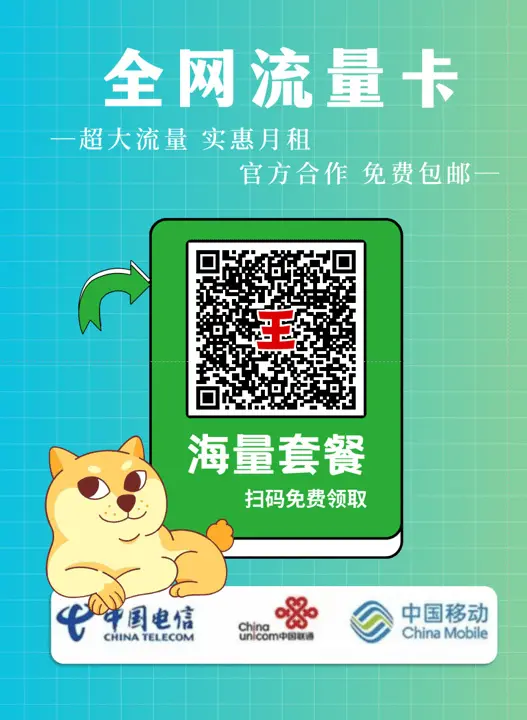 全网流量卡
—超大流量 实惠月租
官方合作 免费包邮—
王
海量套餐
扫码免费领取
中国电信
CHINA TELECOM
China
unicom中国联通
中国移动
China Mobile